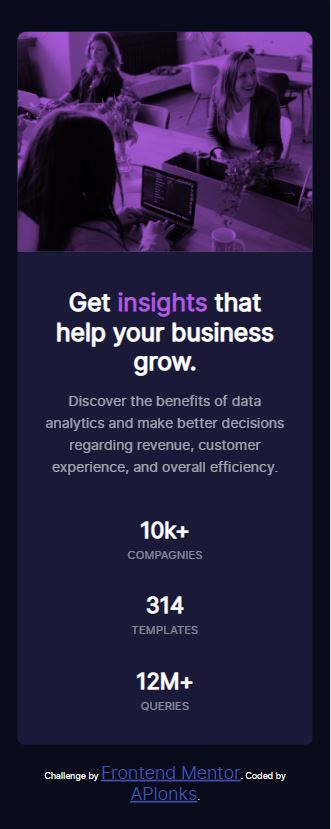 Get insights that
help your business
grow.
Discover the benefits of data
analytics and make better decisions
regarding revenue, customer
experience, and overall efficiency.
10k+
COMPAGNIES
314
TEMPLATES
12M+
QUERIES
Challenge by Frontend Mentor. Coded by
APlonks.